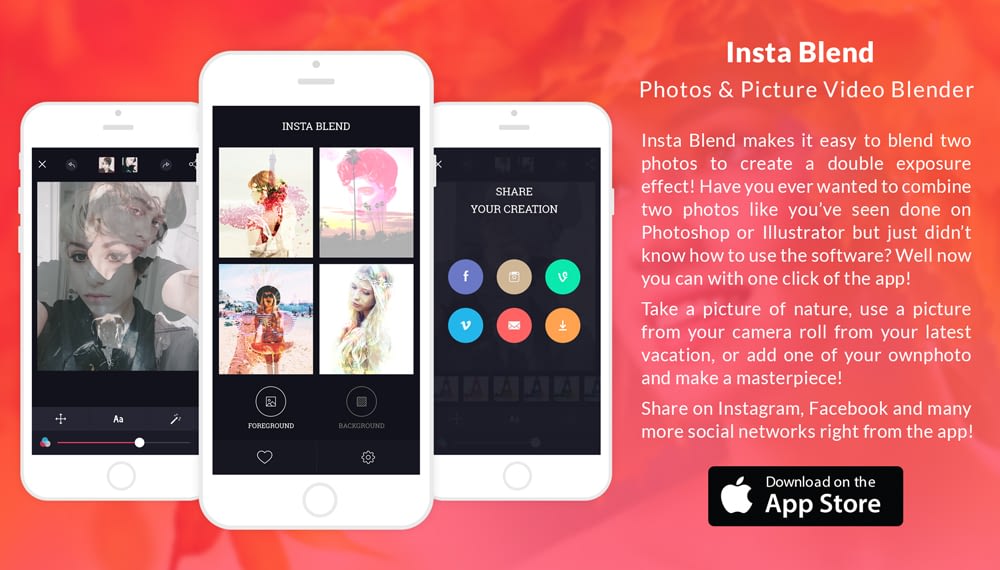 Insta Blend
Photos & Picture Video Blender
Insta Blend makes it easy to blend two
photos to create a double exposure
effect! Have you ever wanted to combine
two photos like you've seen done on
Photoshop or Illustrator but just didn't
know how to use the software? Well now
you can with one click of the app!
Take a picture of nature, use a picture
from your camera roll from your latest
vacation, or add one of your ownphoto
and make a masterpiece!
Share on Instagram, Facebook and many
more social networks right from the app!
Download on the
App Store
Aa
INSTA BLEND
FOREGROUND
BACKGROUND
SHARE
YOUR CREATION
f
A A A A A
Aa